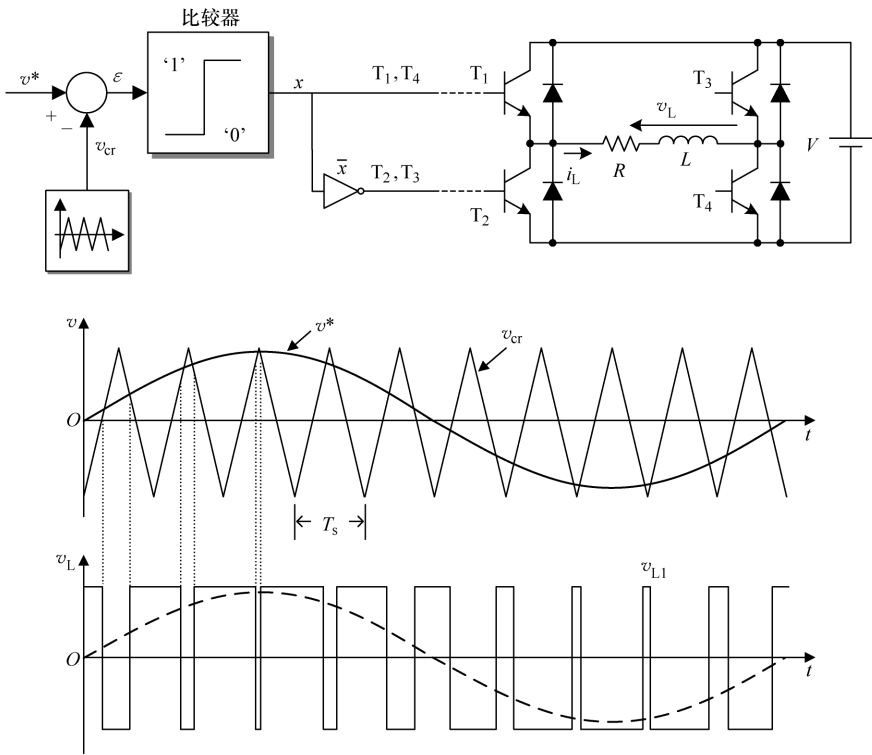 比较器
v* + − ε
'1'
'0'
v_cr
x
x̅
T₁,T₄
T₂,T₃
T₁
T₂
T₃
T₄
v_L
i_L
R
L
V
v
v*
v_cr
O
t
T_s
v_L
v_L1
O
t